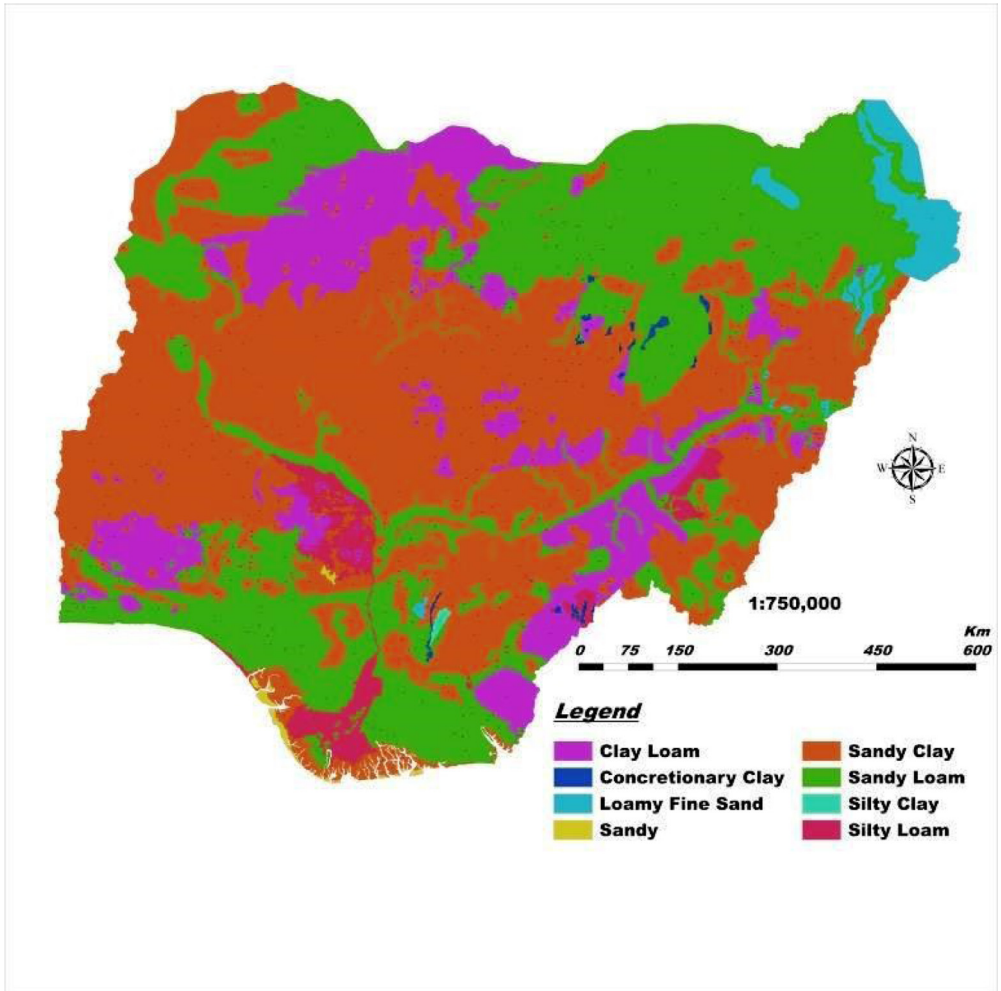 N
W E
S
1:750,000
Km
0 75 150 300 450 600
Legend
Clay Loam
Concretionary Clay
Loamy Fine Sand
Sandy
Sandy Clay
Sandy Loam
Silty Clay
Silty Loam